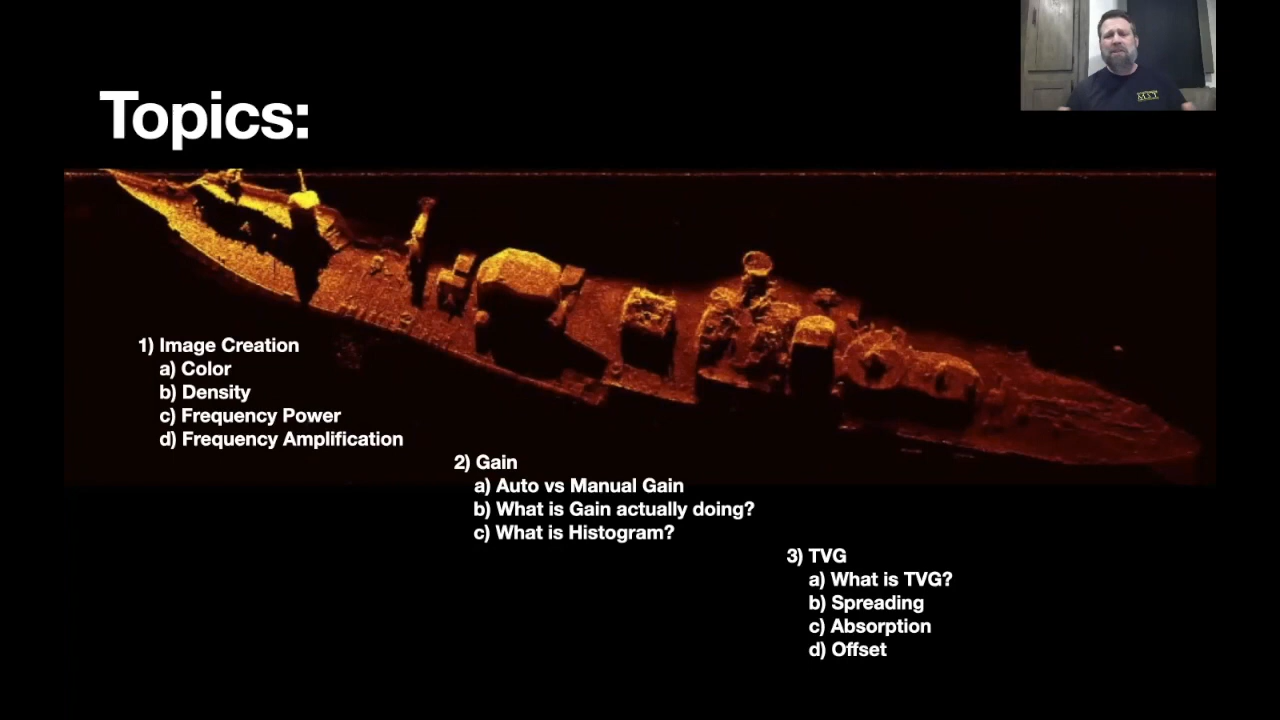 Topics:
1) Image Creation
a) Color
b) Density
c) Frequency Power
d) Frequency Amplification
2) Gain
a) Auto vs Manual Gain
b) What is Gain actually doing?
c) What is Histogram?
3) TVG
a) What is TVG?
b) Spreading
c) Absorption
d) Offset